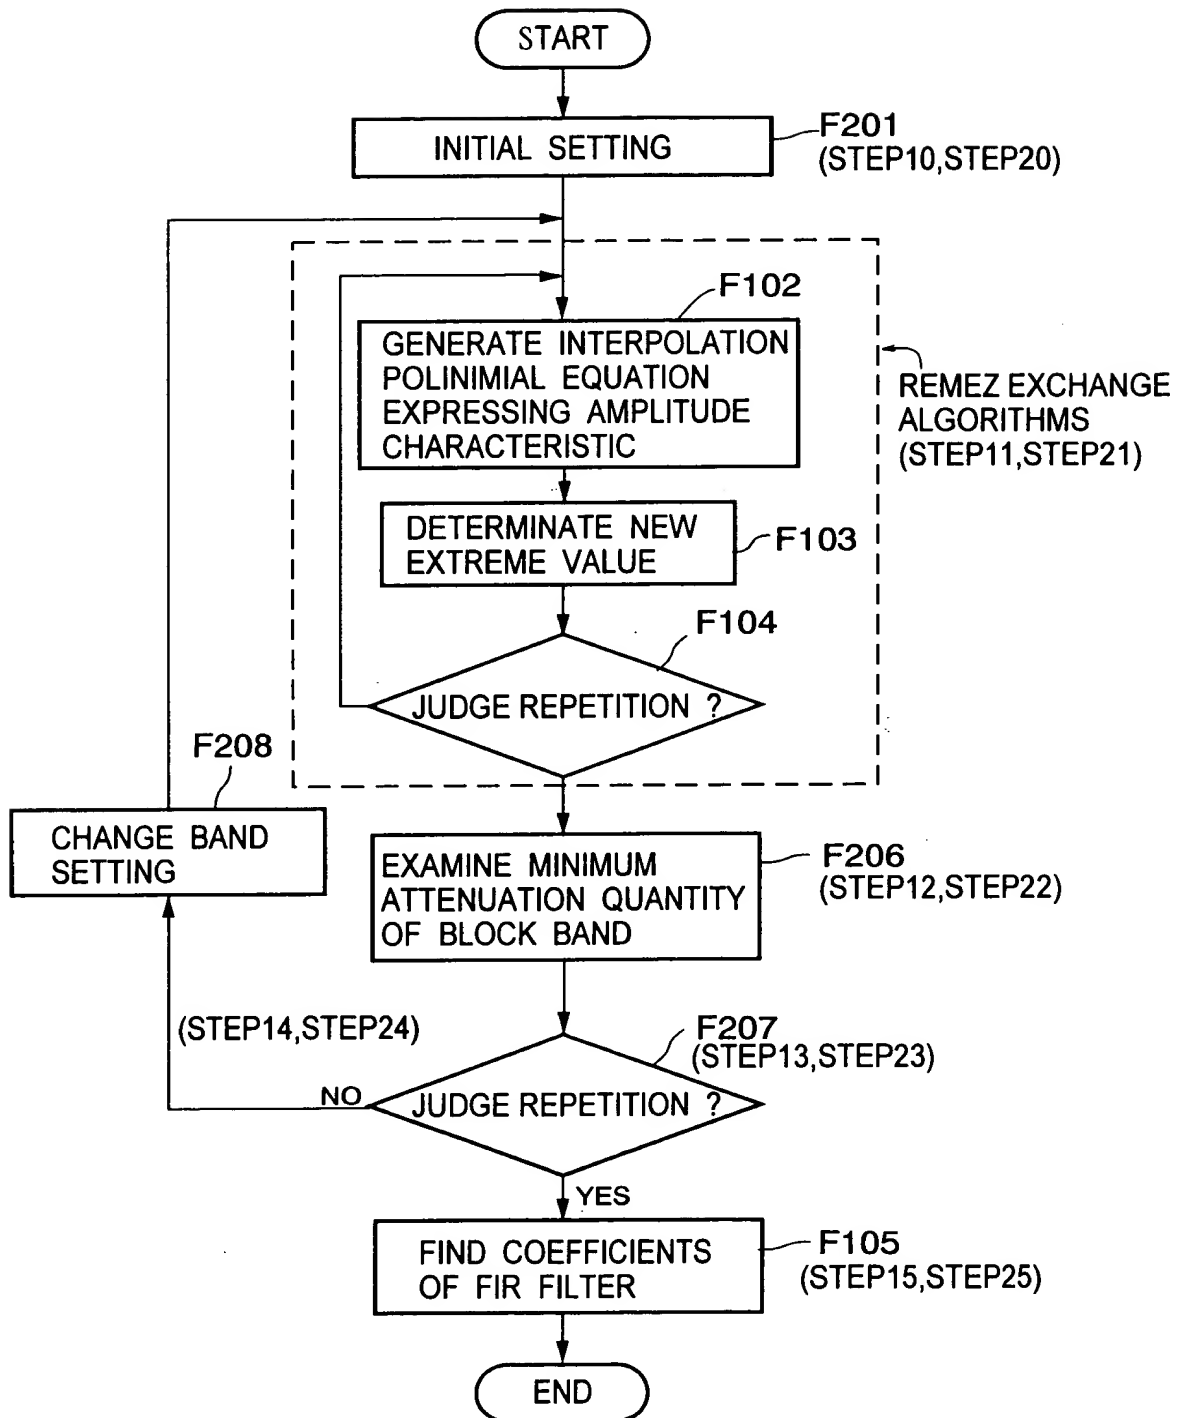 START
INITIAL SETTING
F201
(STEP10,STEP20)
F102
GENERATE INTERPOLATION
POLINIMIAL EQUATION
EXPRESSING AMPLITUDE
CHARACTERISTIC
REMEZ EXCHANGE
ALGORITHMS
(STEP11,STEP21)
DETERMINATE NEW
EXTREME VALUE
F103
F104
JUDGE REPETITION ?
F208
CHANGE BAND
SETTING
EXAMINE MINIMUM
ATTENUATION QUANTITY
OF BLOCK BAND
F206
(STEP12,STEP22)
(STEP14,STEP24)
F207
(STEP13,STEP23)
NO
JUDGE REPETITION ?
YES
FIND COEFFICIENTS
OF FIR FILTER
F105
(STEP15,STEP25)
END